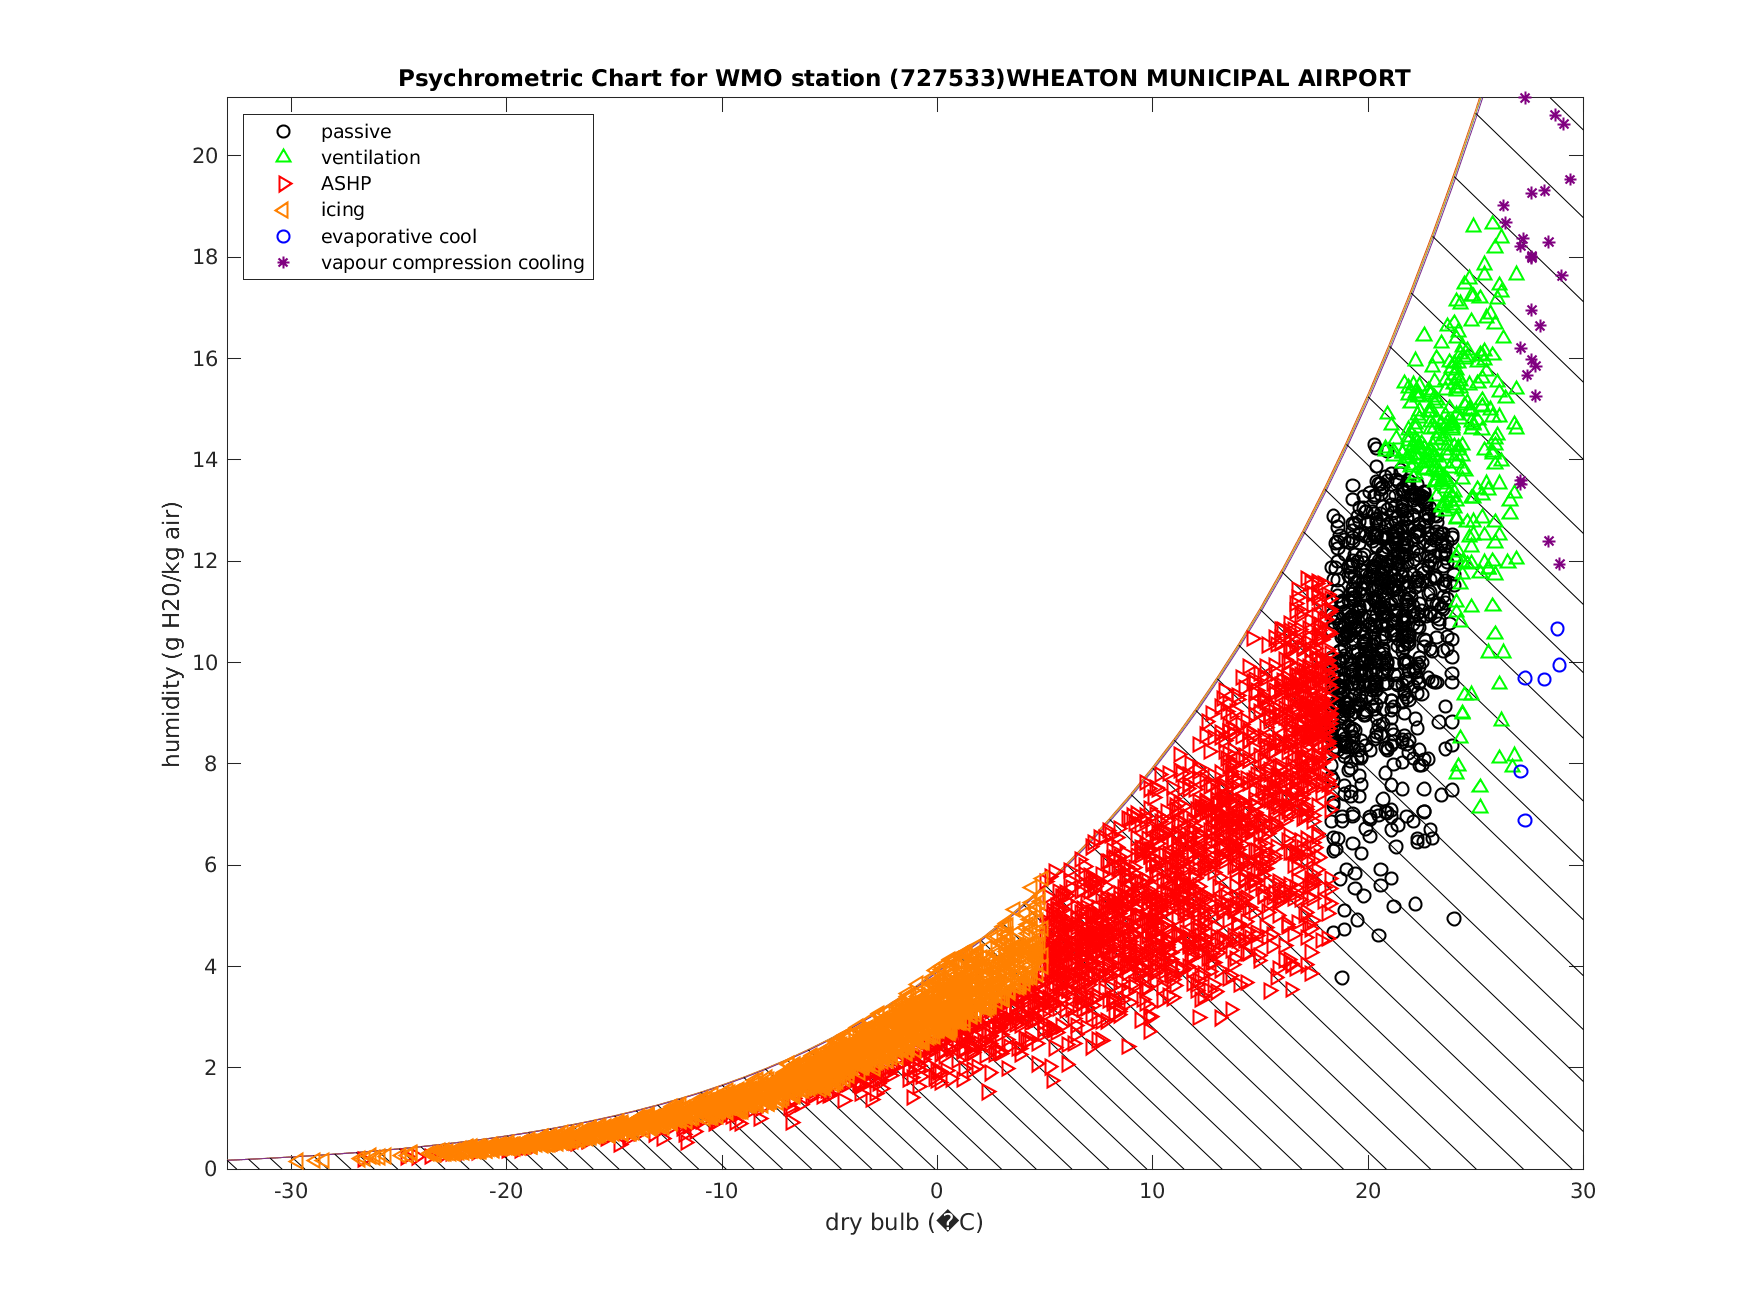 Psychrometric Chart for WMO station (727533)WHEATON MUNICIPAL AIRPORT
passive
ventilation
ASHP
icing
evaporative cool
vapour compression cooling
humidity (g H20/kg air)
20
18
16
14
12
10
8
6
4
2
0
-30 -20 -10 0 10 20 30
dry bulb (�C)